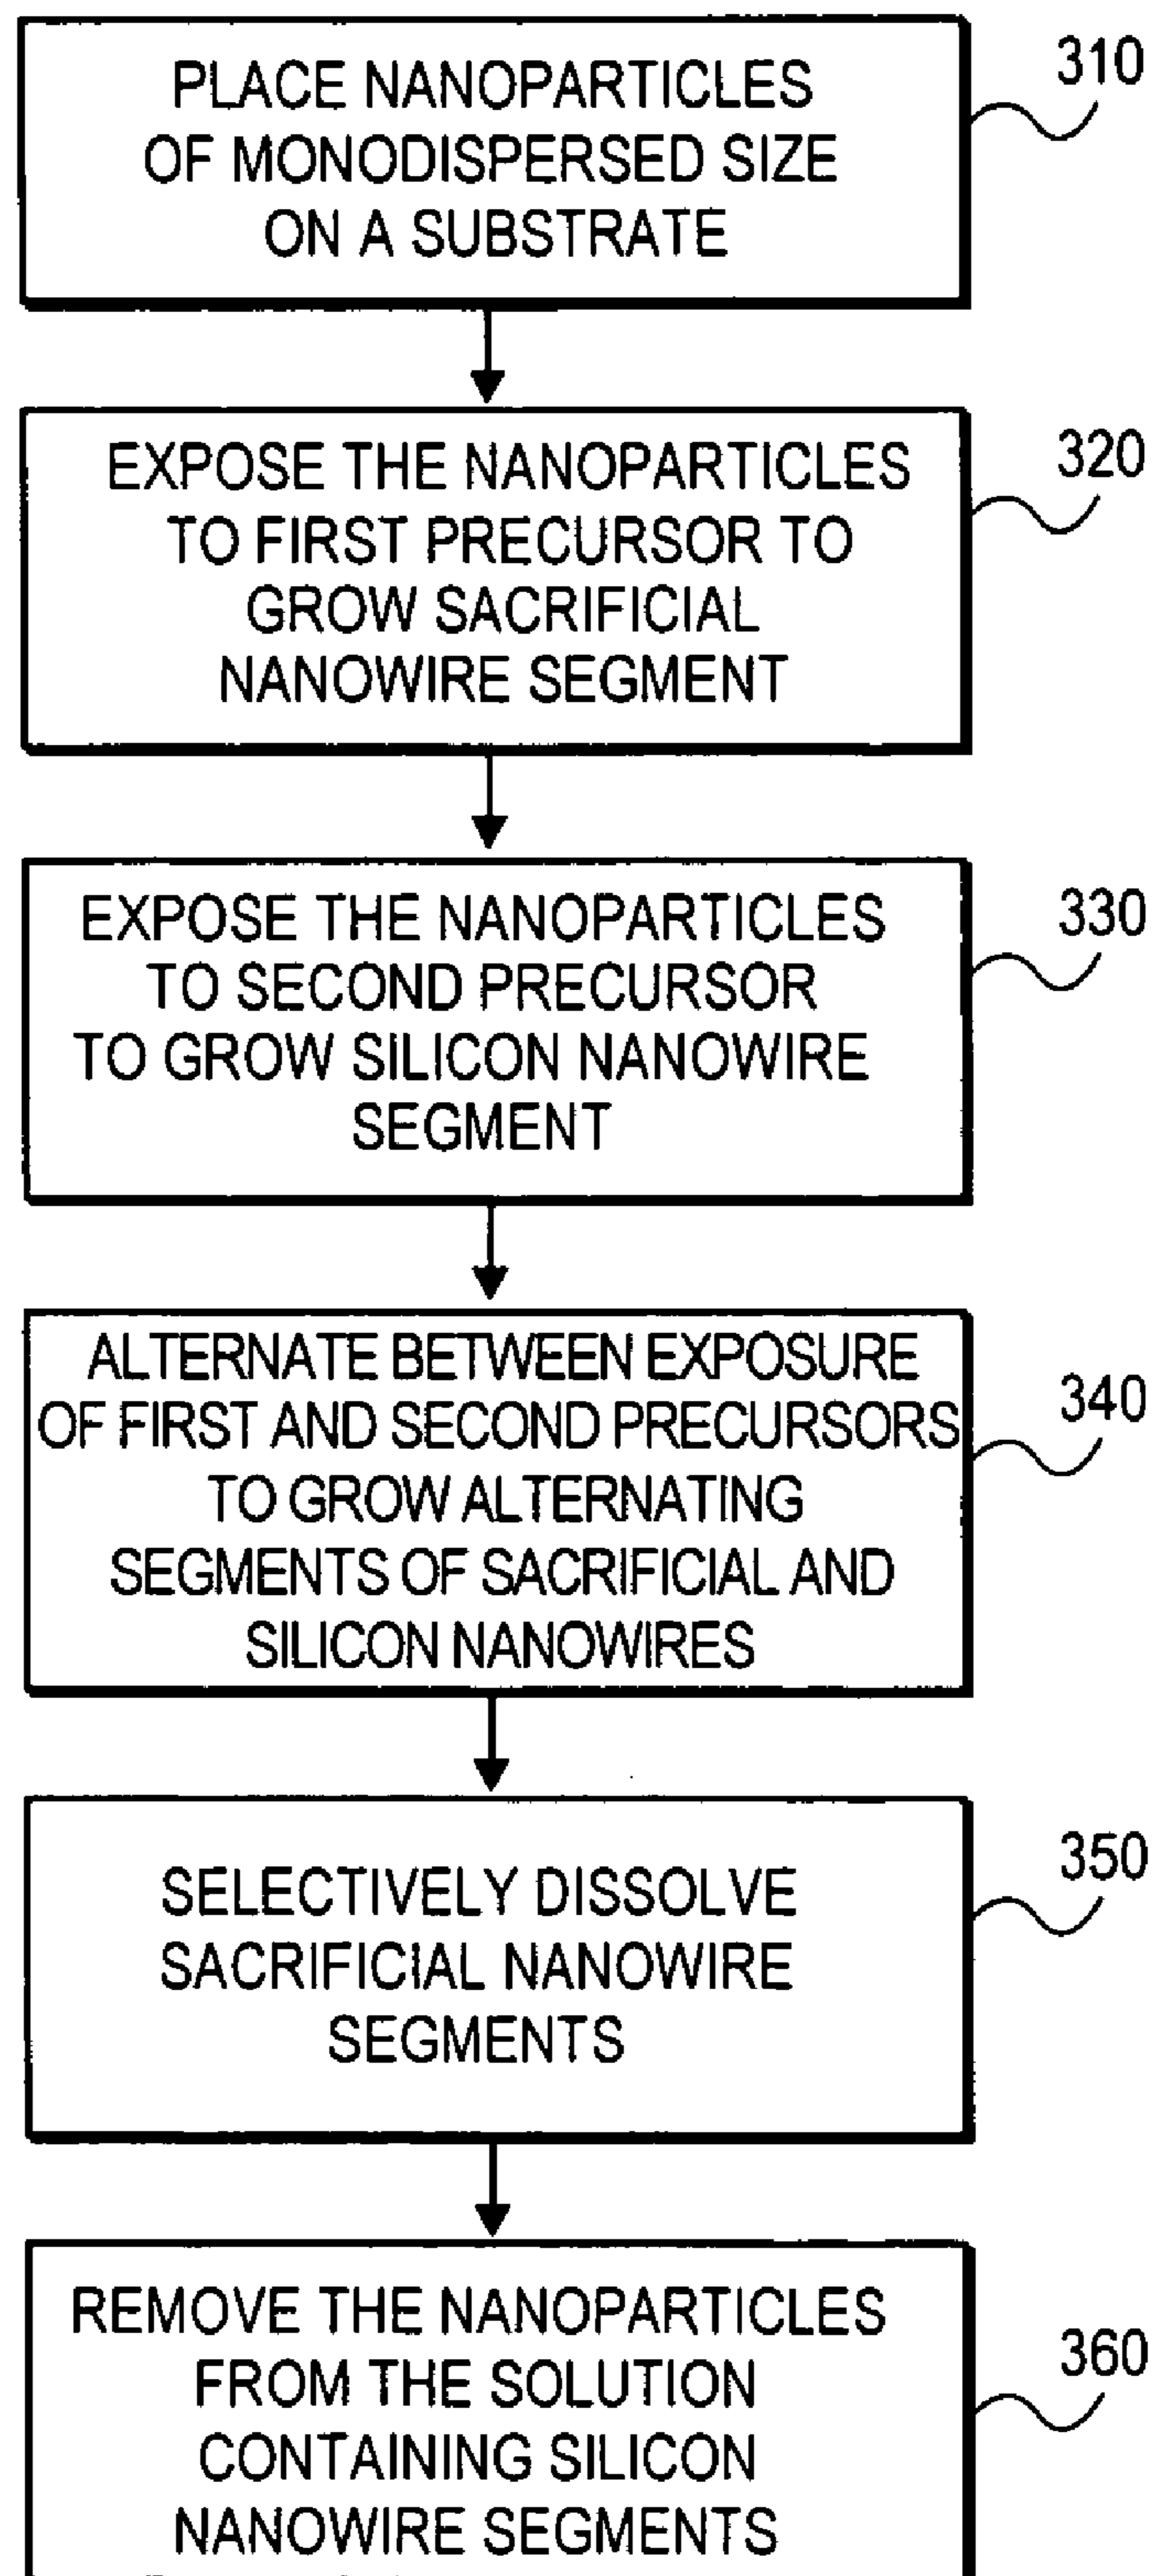 PLACE NANOPARTICLES
OF MONODISPERSED SIZE
ON A SUBSTRATE
310
EXPOSE THE NANOPARTICLES
TO FIRST PRECURSOR TO
GROW SACRIFICIAL
NANOWIRE SEGMENT
320
EXPOSE THE NANOPARTICLES
TO SECOND PRECURSOR
TO GROW SILICON NANOWIRE
SEGMENT
330
ALTERNATE BETWEEN EXPOSURE
OF FIRST AND SECOND PRECURSORS
TO GROW ALTERNATING
SEGMENTS OF SACRIFICIAL AND
SILICON NANOWIRES
340
SELECTIVELY DISSOLVE
SACRIFICIAL NANOWIRE
SEGMENTS
350
REMOVE THE NANOPARTICLES
FROM THE SOLUTION
CONTAINING SILICON
NANOWIRE SEGMENTS
360